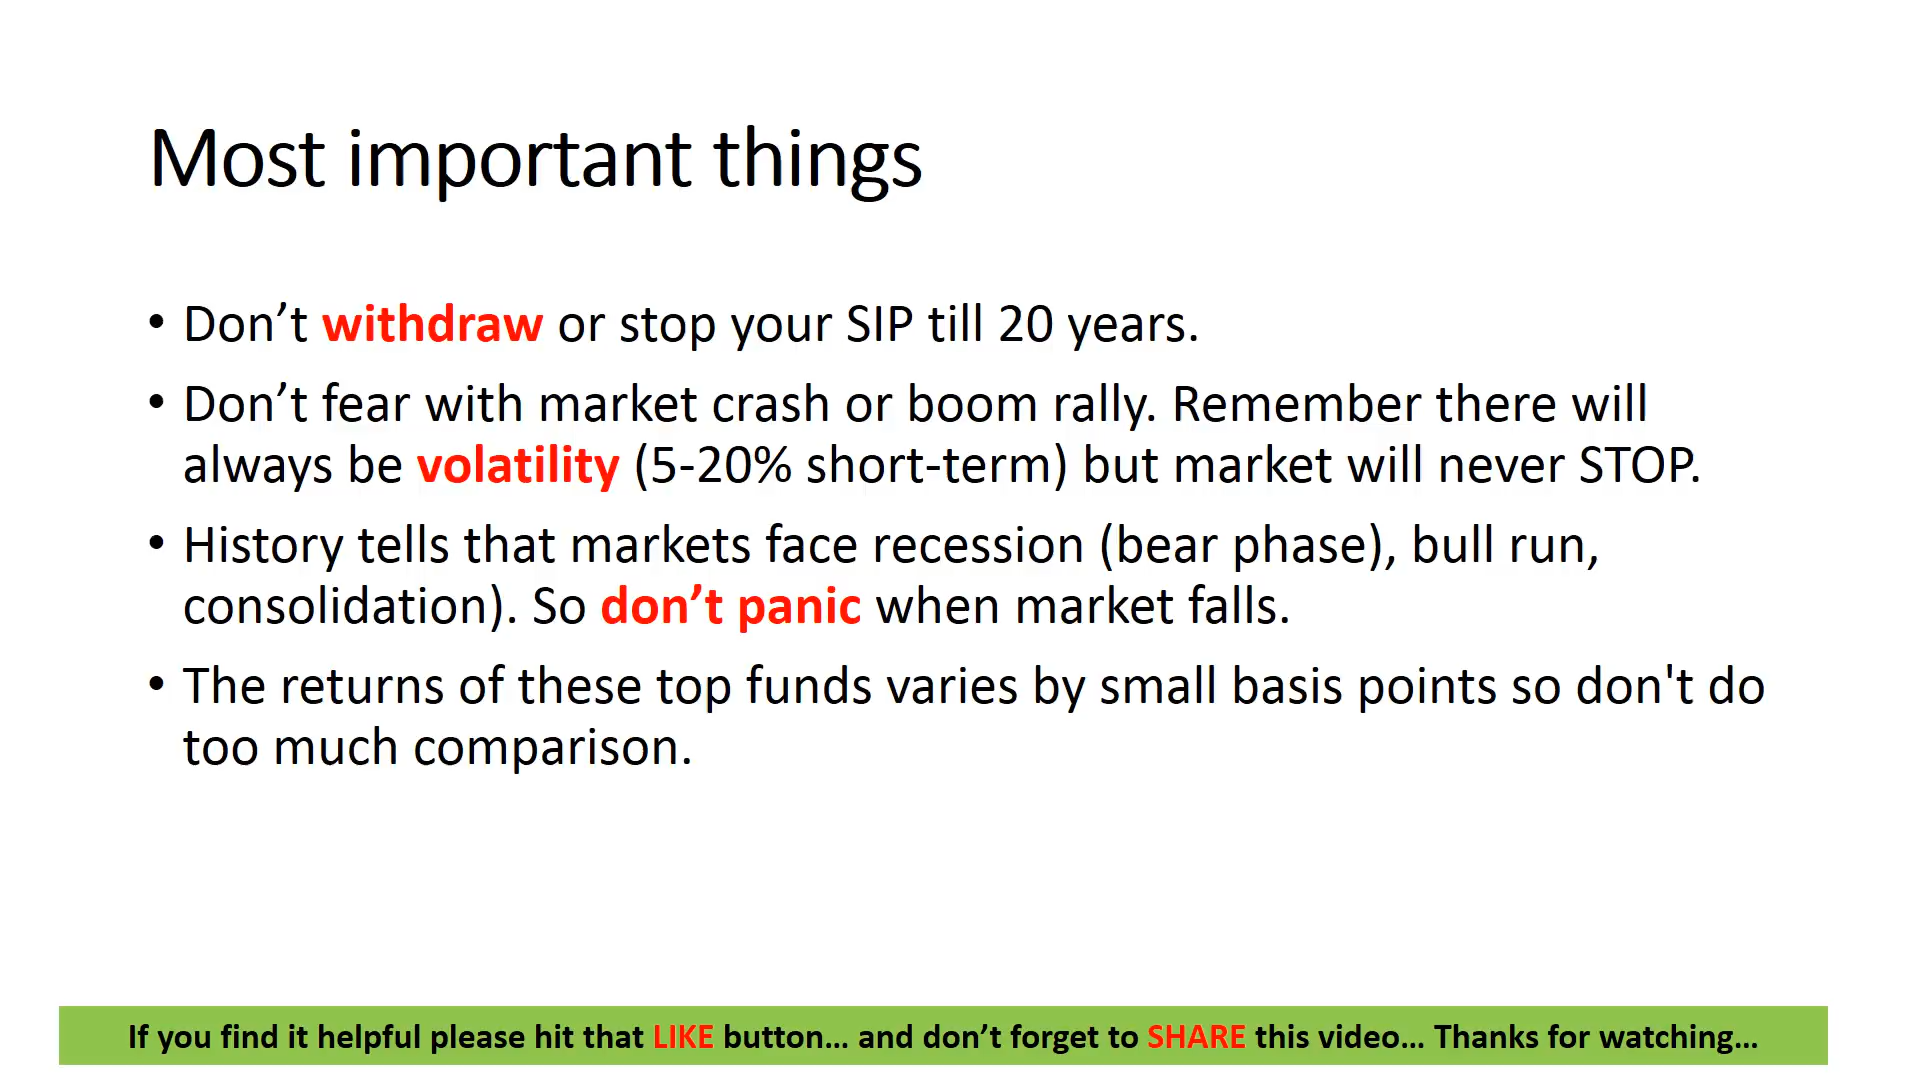 Most important things
• Don’t withdraw or stop your SIP till 20 years.
• Don’t fear with market crash or boom rally. Remember there will
always be volatility (5-20% short-term) but market will never STOP.
• History tells that markets face recession (bear phase), bull run,
consolidation). So don’t panic when market falls.
• The returns of these top funds varies by small basis points so don't do
too much comparison.
If you find it helpful please hit that LIKE button... and don’t forget to SHARE this video... Thanks for watching...